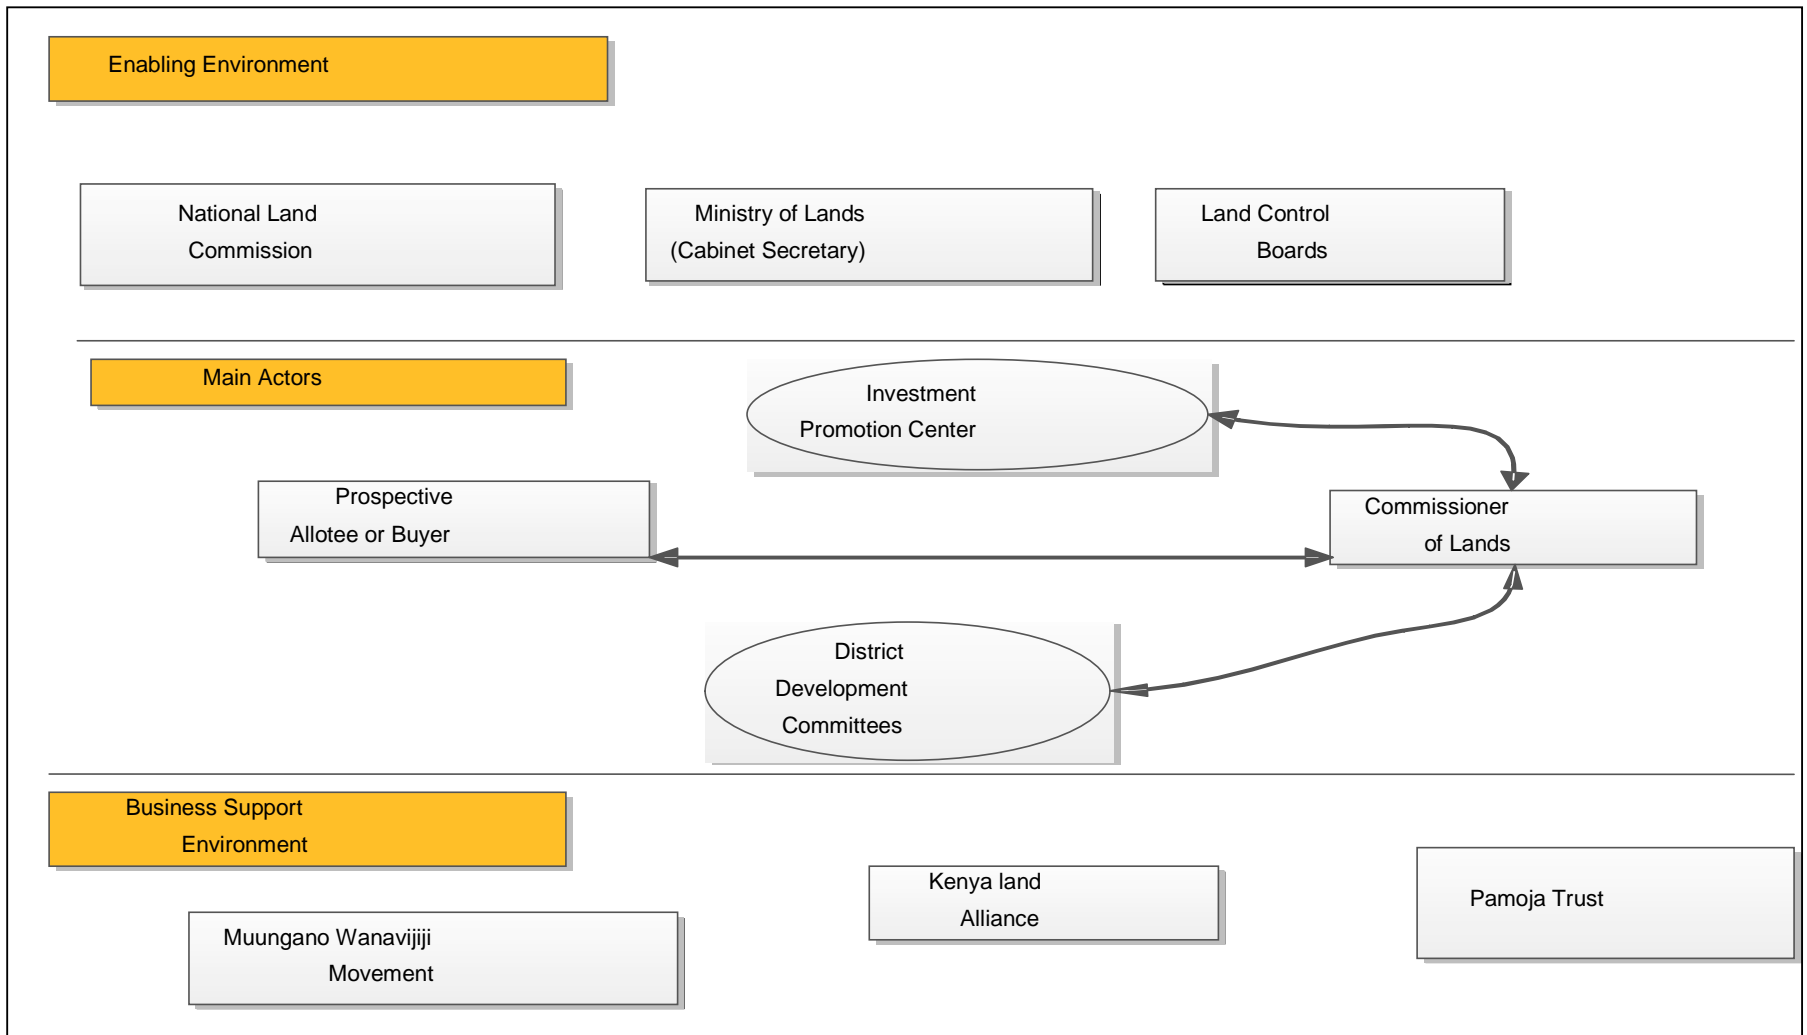 Enabling Environment
National Land
Commission
Ministry of Lands
(Cabinet Secretary)
Land Control
Boards
Main Actors
Investment
Promotion Center
Prospective
Allotee or Buyer
Commissioner
of Lands
District
Development
Committees
Business Support
Environment
Muungano Wanavijiji
Movement
Kenya land
Alliance
Pamoja Trust